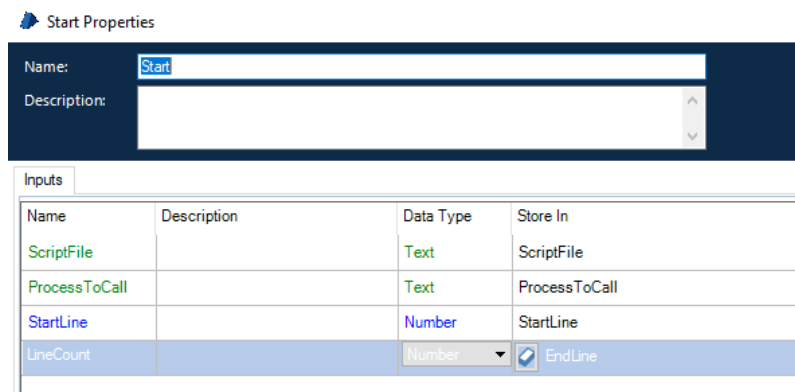 Start Properties
Name: Start
Description:
Inputs
Name Description Data Type Store In
ScriptFile Text ScriptFile
ProcessToCall Text ProcessToCall
StartLine Number StartLine
LineCount Number EndLine